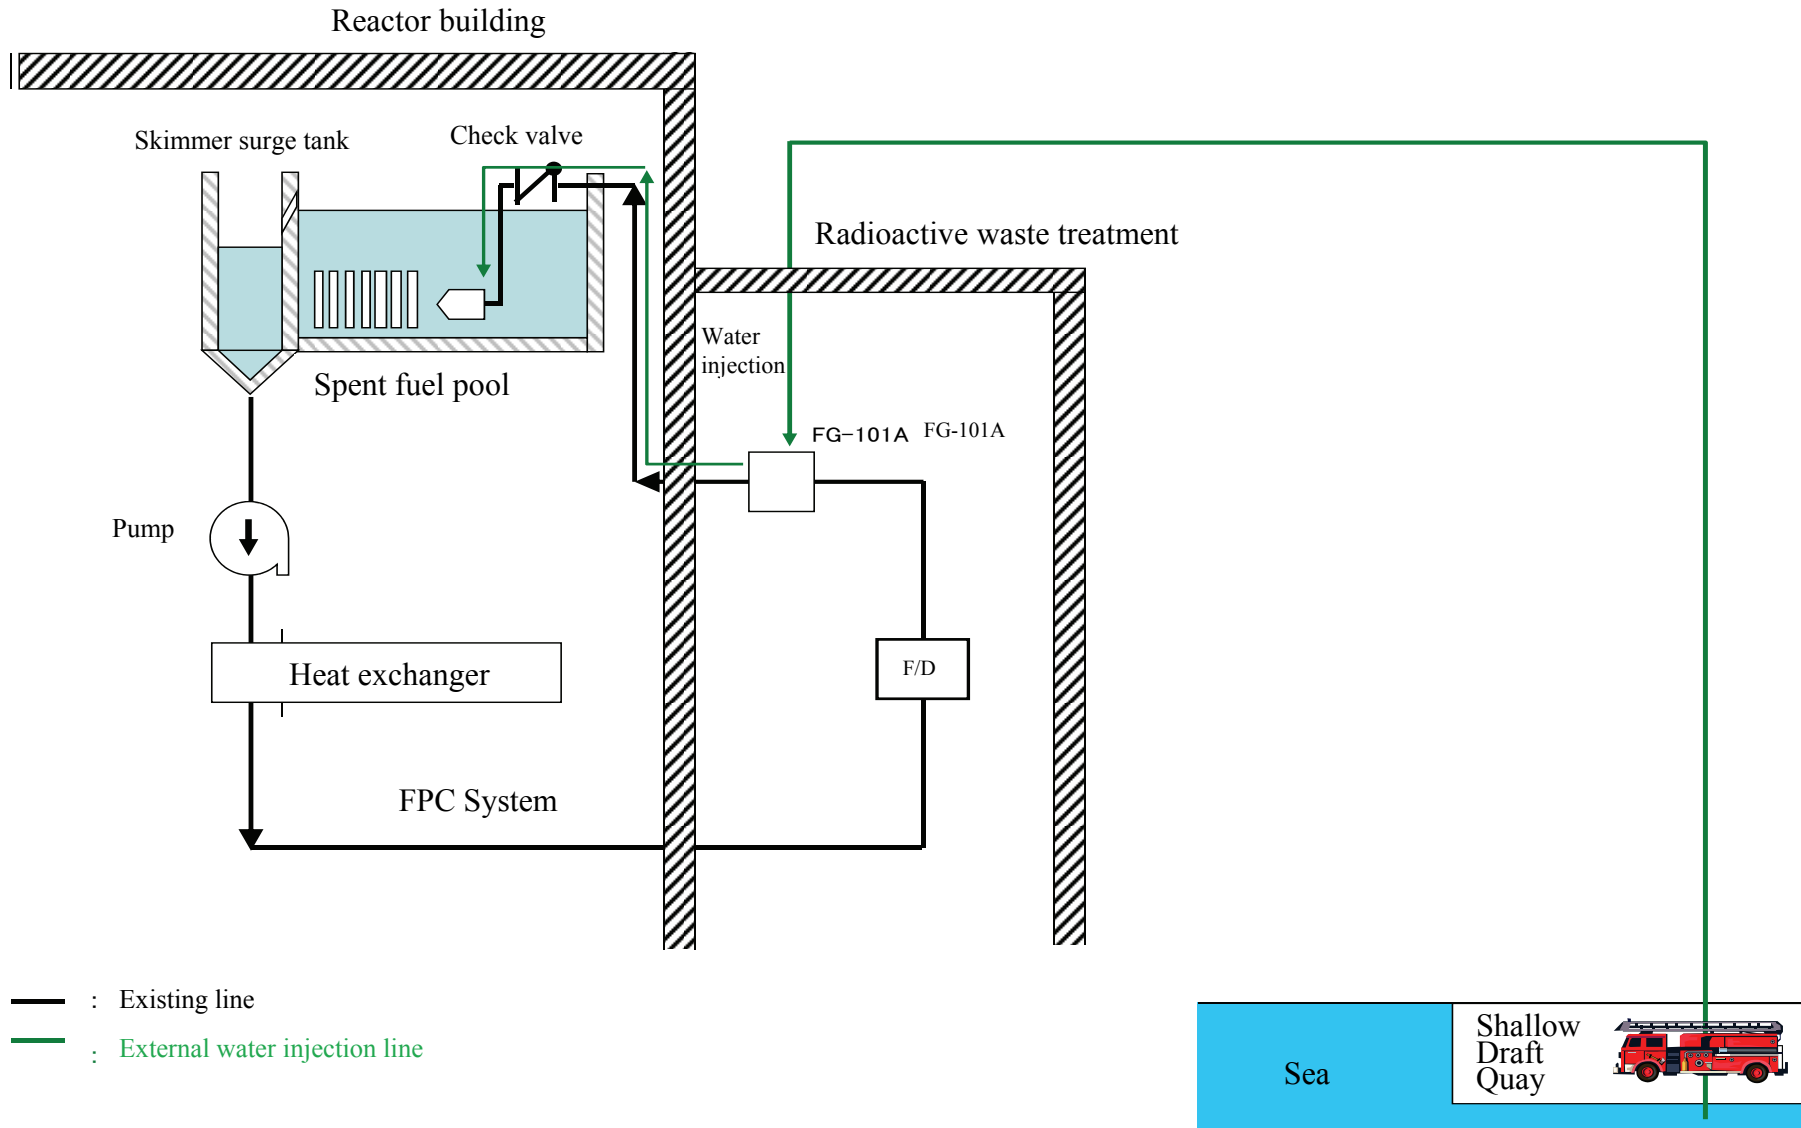 Reactor building
Skimmer surge tank
Check valve
Radioactive waste treatment
Water
injection
Spent fuel pool
FG-101A
FG-101A
Pump
Heat exchanger
F/D
FPC System
: Existing line
: External water injection line
Shallow
Draft
Quay
Sea